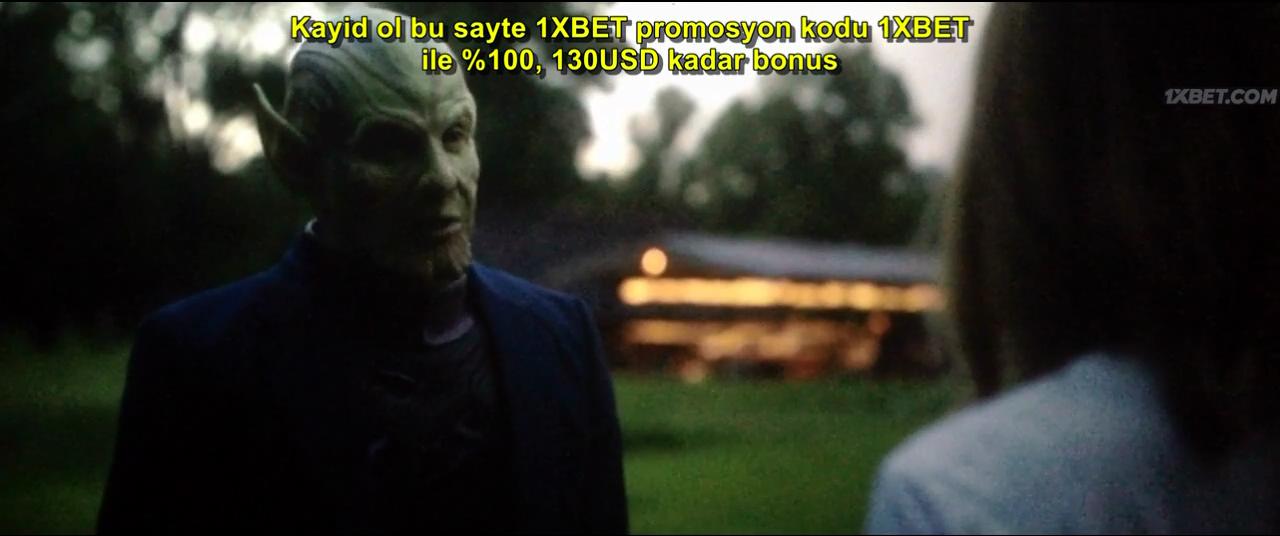 Kayid ol bu sayte 1XBET promosyon kodu 1XBET
ile %100, 130USD kadar bonus
1XBET.COM